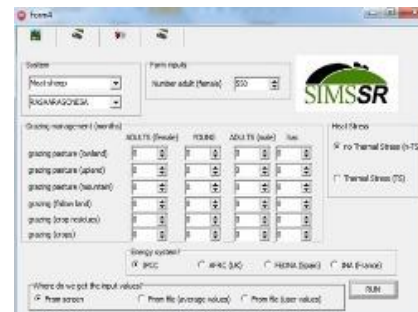 Form4
System
Meat sheep
RASAARAGONESA
Farm inputs
Number adult (female) 550
SIMSSR
Grazing management (months)
ADULTS (female) YOUNG ADULTS (male)
grazing pasture (lowland)
grazing pasture (upland)
grazing pasture (mountain)
grazing (fallow land)
grazing (crop residues)
grazing (crops)
Heat Stress
no Thermal Stress (n-TS)
Thermal Stress (TS)
Energy system?
IPCC AFRC (UK) FEDNA (Spain) INRA (France)
Where do we get the input values?
From screen From file (average values) From file (user values)
RUN